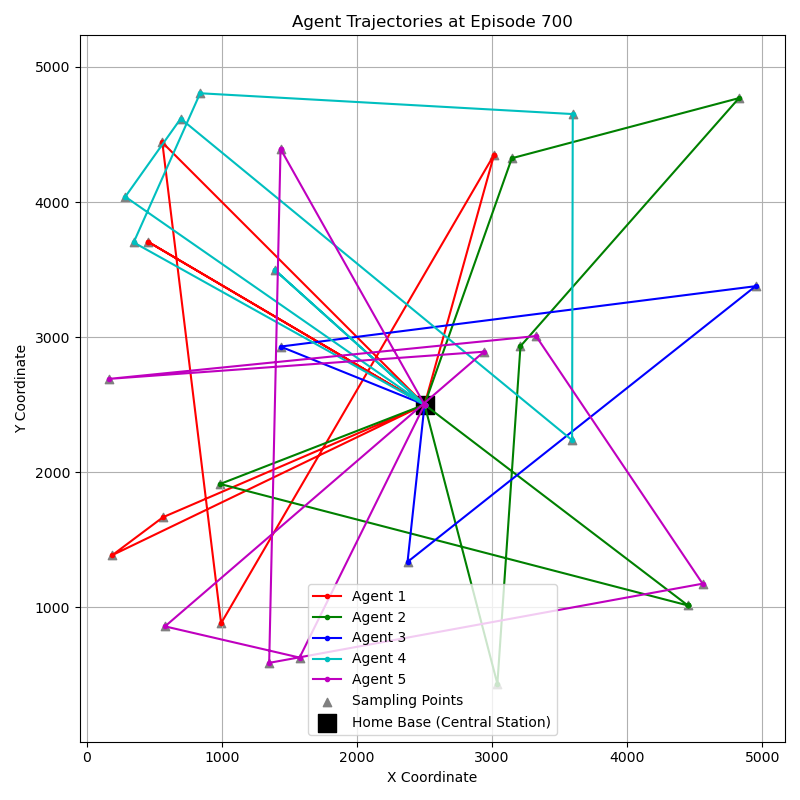 Agent Trajectories at Episode 700
5000
4000
3000
2000
1000
Y Coordinate
0
1000
2000
3000
4000
5000
X Coordinate
Agent 1
Agent 2
Agent 3
Agent 4
Agent 5
Sampling Points
Home Base (Central Station)